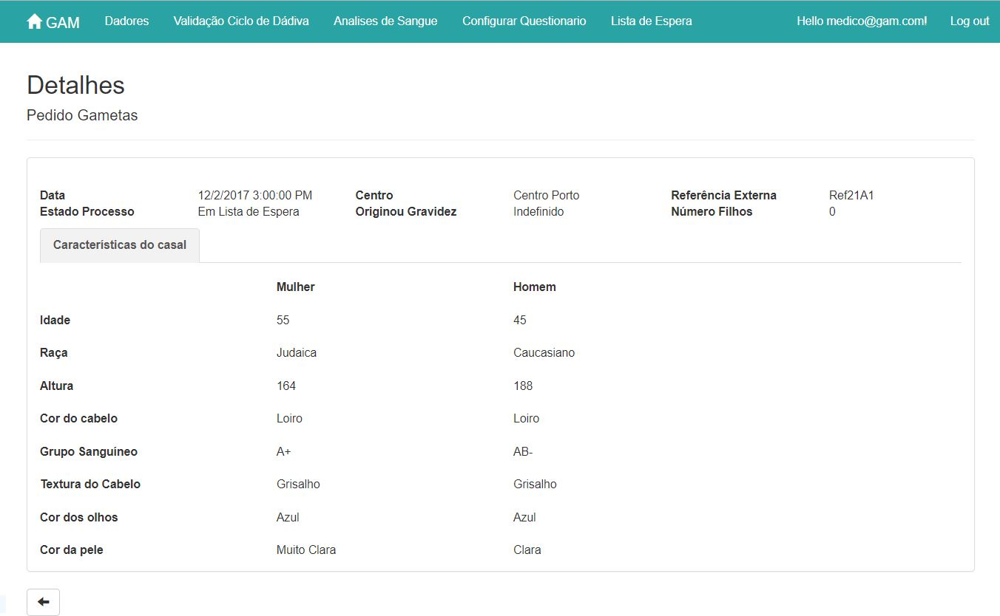 GAM Dadores Validação Ciclo de Dádiva Analises de Sangue Configurar Questionario Lista de Espera Hello medico@gam.com! Log out
Detalhes
Pedido Gametas
Data 12/2/2017 3:00:00 PM Centro Centro Porto Referência Externa Ref21A1
Estado Processo Em Lista de Espera Originou Gravidez Indefinido Número Filhos 0
Características do casal
Mulher Homem
Idade 55 45
Raça Judaica Caucasiano
Altura 164 188
Cor do cabelo Loiro Loiro
Grupo Sanguíneo A+ AB-
Textura do Cabelo Grisalho Grisalho
Cor dos olhos Azul Azul
Cor da pele Muito Clara Clara